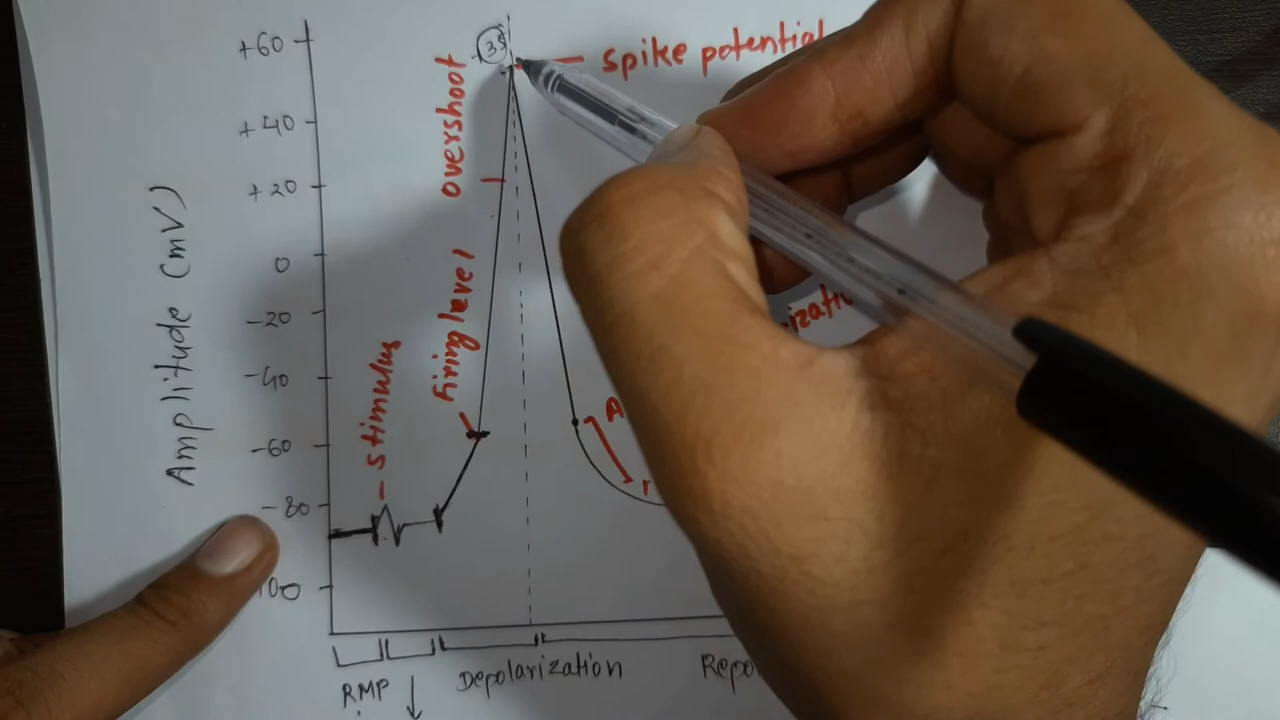 +60
+40
+20
0
-20
-40
-60
-80
Amplitude (mV)
stimulus
firing level
overshoot
+35
spike potential
RMP
Depolarization